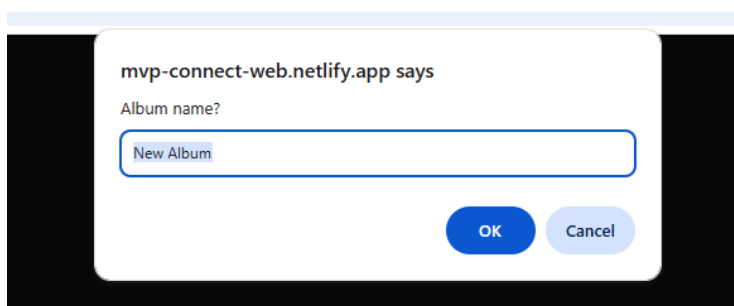 mvp-connect-web.netlify.app says
Album name?
New Album
OK
Cancel